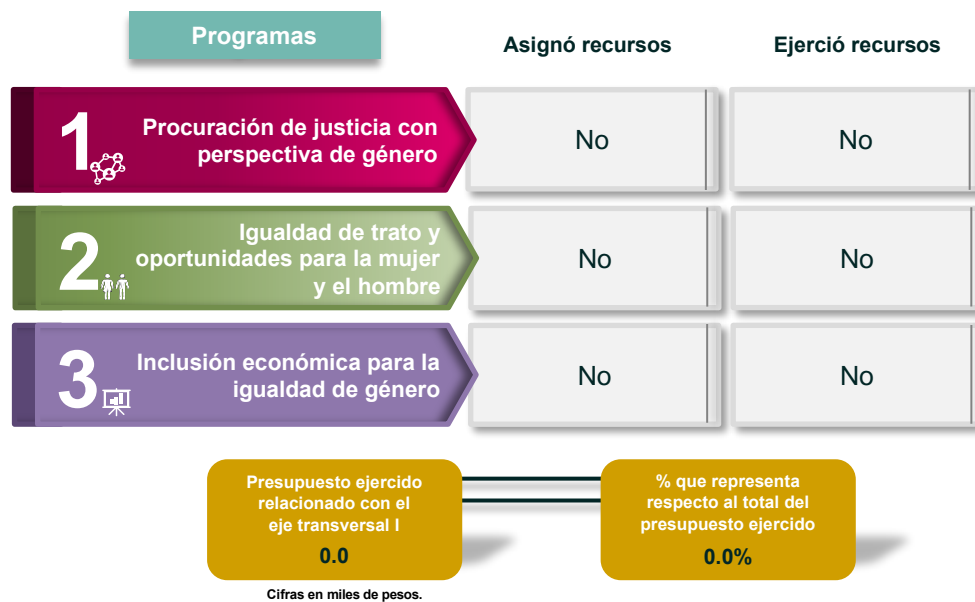 Programas
Asignó recursos
Ejerció recursos
1
Procuración de justicia con
perspectiva de género
No
No
2
Igualdad de trato y
oportunidades para la mujer
y el hombre
No
No
3
Inclusión económica para la
igualdad de género
No
No
Presupuesto ejercido
relacionado con el
eje transversal I
0.0
% que representa
respecto al total del
presupuesto ejercido
0.0%
Cifras en miles de pesos.